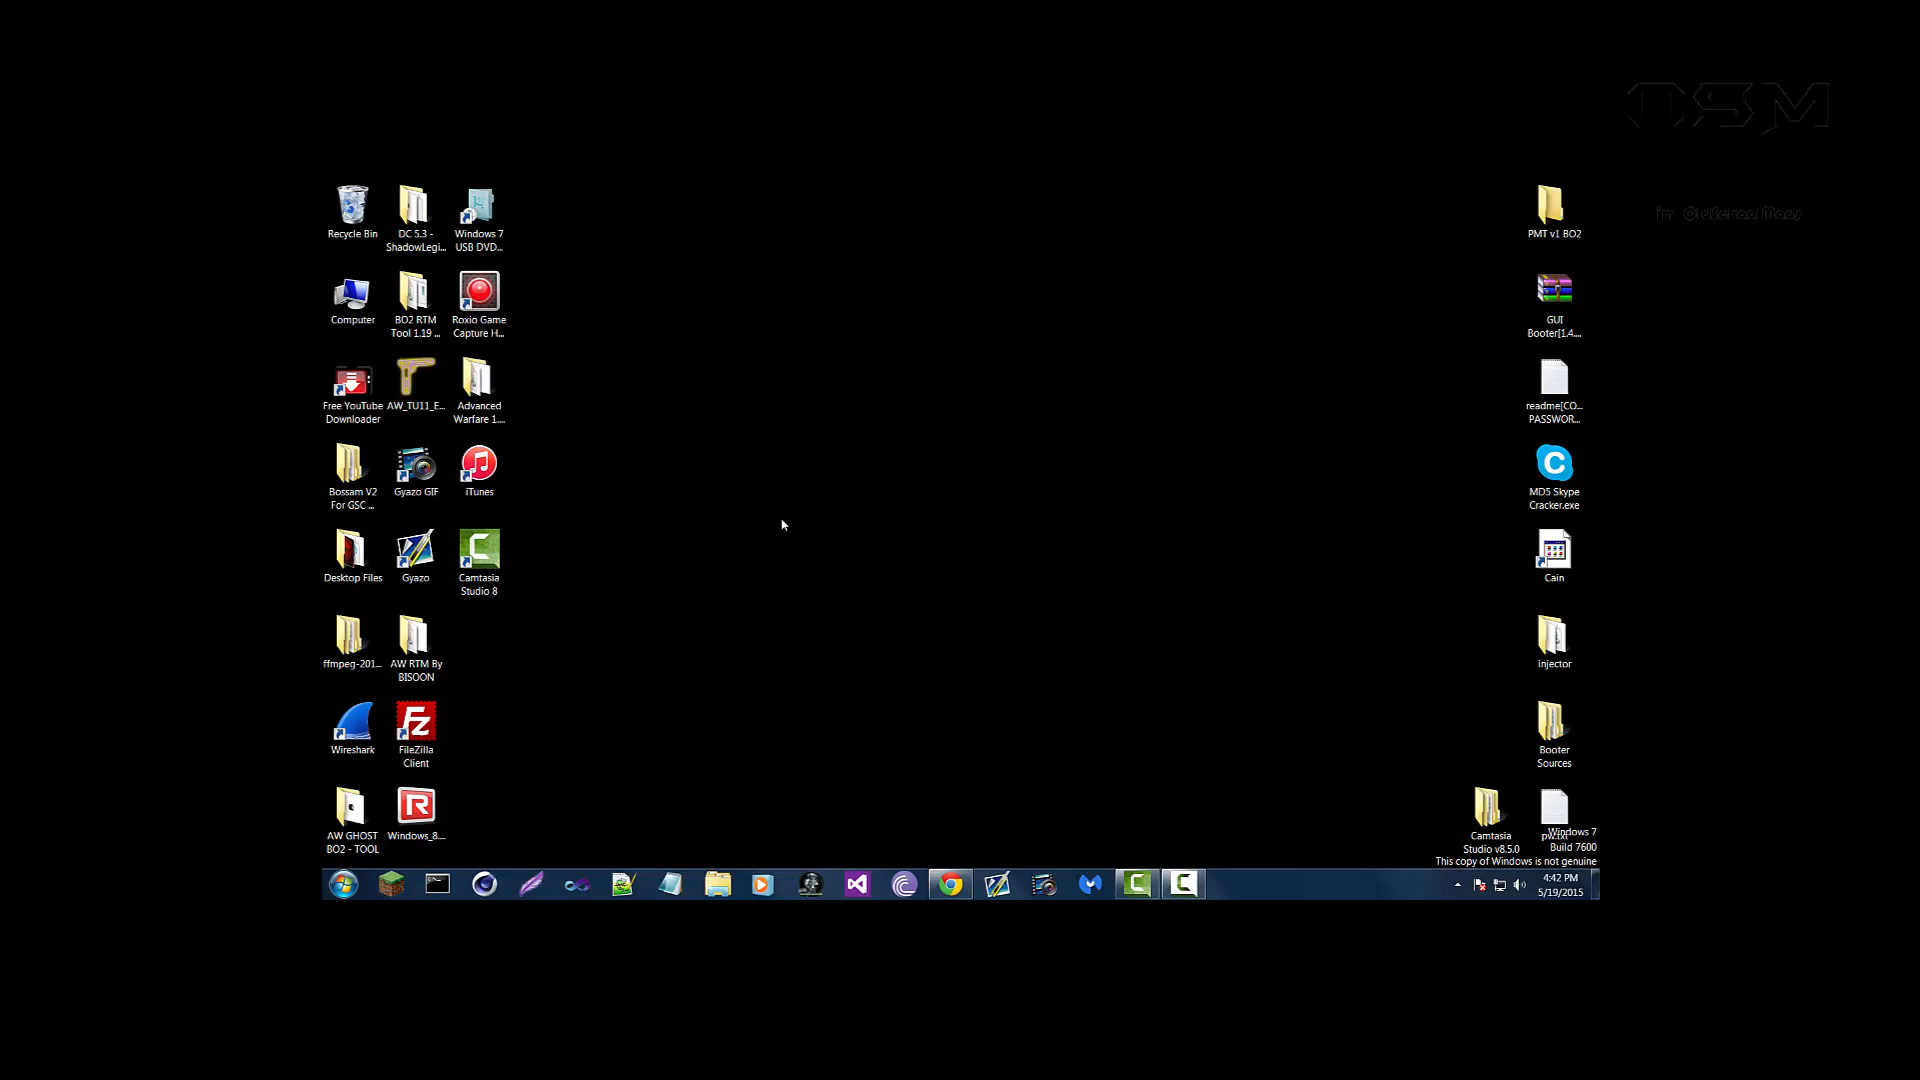 OSM
Recycle Bin
DC 5.3 -
ShadowLegi...
Windows 7
USB DVD...
Computer
BO2 RTM
Tool 1.19 ...
Roxio Game
Capture H...
Free YouTube
Downloader
AW_TU11_E...
Advanced
Warfare 1....
Bossam V2
For GSC ...
Gyazo GIF
iTunes
Desktop Files
Gyazo
Camtasia
Studio 8
ffmpeg-201...
AW RTM By
BISOON
Wireshark
FileZilla
Client
AW GHOST
BO2 - TOOL
Windows_8....
PMT v1 BO2
GUI
Booter[1.4....
readme[CO...
PASSWOR...
MD5 Skype
Cracker.exe
Cain
injector
Booter
Sources
Camtasia
Studio v8.5.0
pw.txt
Windows 7
Build 7600
This copy of Windows is not genuine
4:42 PM
5/19/2015